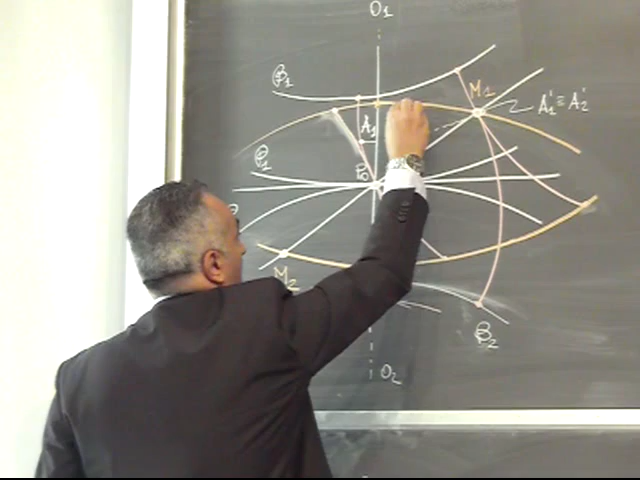 O₁
β₁
M₁
A₁' ≡ A₂'
A₁
P₁
P₀
M₂
β₂
O₂